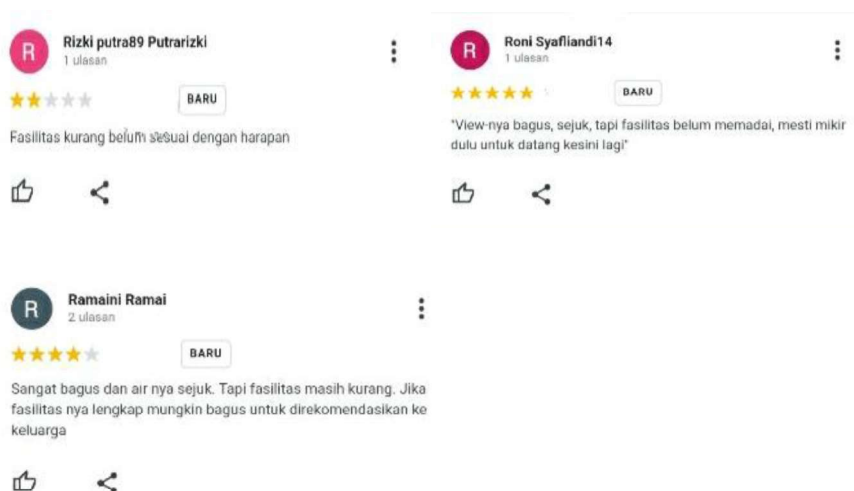 R
Rizki putra89 Putrarizki
1 ulasan
BARU
Fasilitas kurang sesuai dengan harapan
R
Roni Syafliandi14
1 ulasan
BARU
"View-nya bagus, sejuk, tapi fasilitas belum memadai, mesti mikir
dulu untuk datang kesini lagi"
R
Ramaini Ramai
2 ulasan
BARU
Sangat bagus dan air nya sejuk. Tapi fasilitas masih kurang. Jika
fasilitas nya lengkap mungkin bagus untuk direkomendasikan ke
keluarga